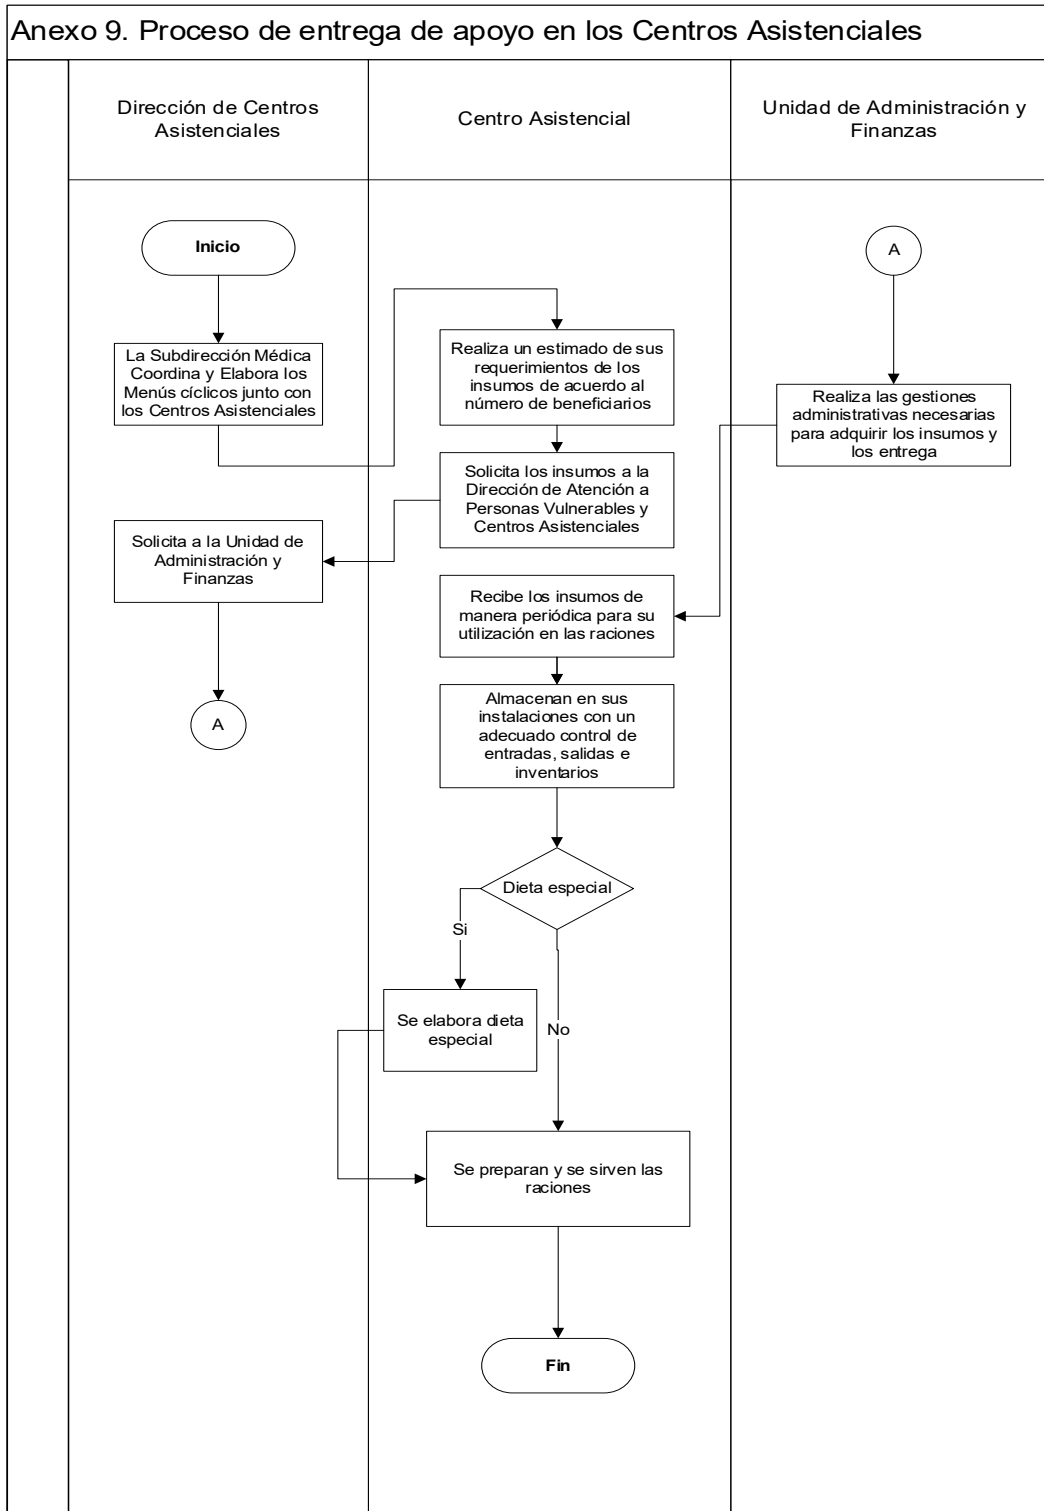 Anexo 9. Proceso de entrega de apoyo en los Centros Asistenciales
Dirección de Centros
Asistenciales
Centro Asistencial
Unidad de Administración y
Finanzas
Inicio
La Subdirección Médica
Coordina y Elabora los
Menús cíclicos junto con
los Centros Asistenciales
Realiza un estimado de sus
requerimientos de los
insumos de acuerdo al
número de beneficiarios
Solicita los insumos a la
Dirección de Atención a
Personas Vulnerables y
Centros Asistenciales
Solicita a la Unidad de
Administración y
Finanzas
A
A
Realiza las gestiones
administrativas necesarias
para adquirir los insumos y
los entrega
Recibe los insumos de
manera periódica para su
utilización en las raciones
Almacenan en sus
instalaciones con un
adecuado control de
entradas, salidas e
inventarios
Dieta especial
Si
Se elabora dieta
especial
No
Se preparan y se sirven las
raciones
Fin